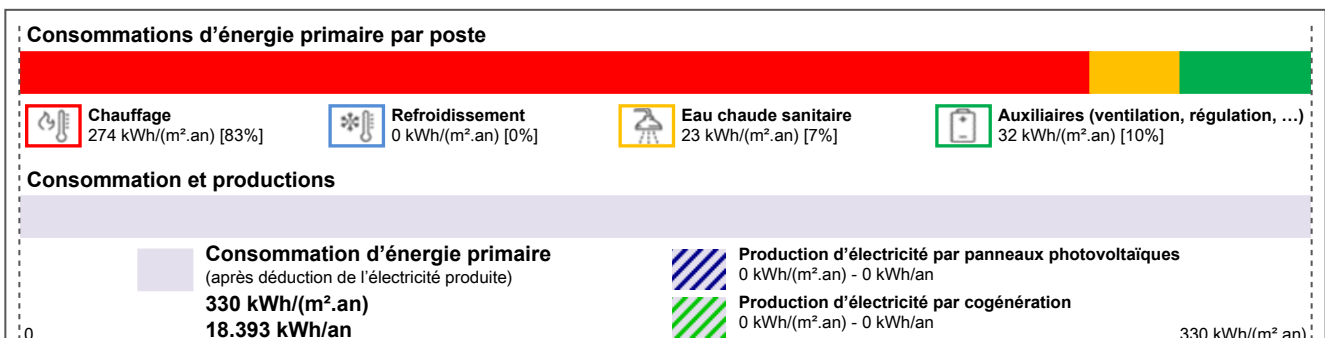 Consommations d’énergie primaire par poste
Chauffage
274 kWh/(m².an) [83%]
Refroidissement
0 kWh/(m².an) [0%]
Eau chaude sanitaire
23 kWh/(m².an) [7%]
Auxiliaires (ventilation, régulation, …)
32 kWh/(m².an) [10%]
Consommation et productions
Consommation d’énergie primaire
(après déduction de l’électricité produite)
330 kWh/(m².an)
18.393 kWh/an
Production d’électricité par panneaux photovoltaïques
0 kWh/(m².an) - 0 kWh/an
Production d’électricité par cogénération
0 kWh/(m².an) - 0 kWh/an
0
330 kWh/(m².an)